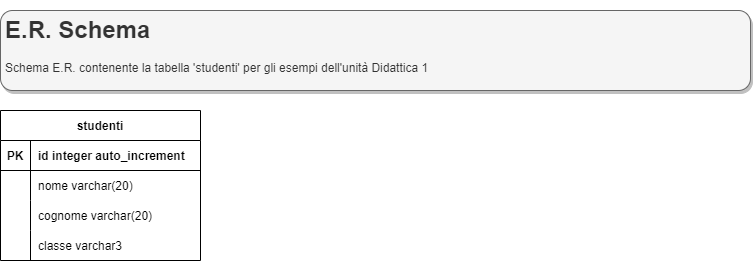 E.R. Schema
Schema E.R. contenente la tabella 'studenti' per gli esempi dell'unità Didattica 1
studenti
PK id integer auto_increment
nome varchar(20)
cognome varchar(20)
classe varchar3